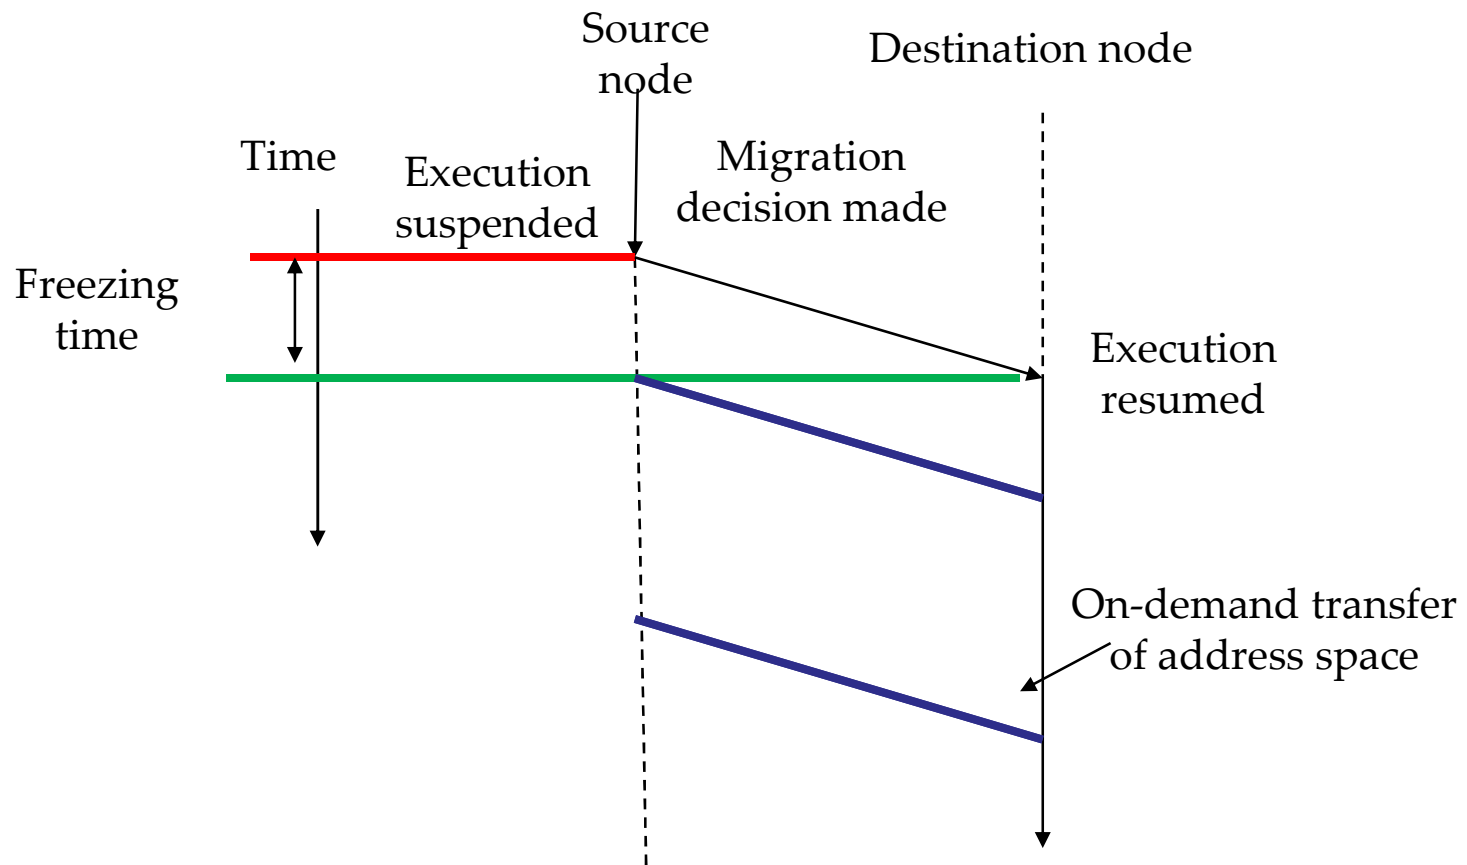 Source
node
Destination node
Time
Execution
suspended
Migration
decision made
Freezing
time
Execution
resumed
On-demand transfer
of address space